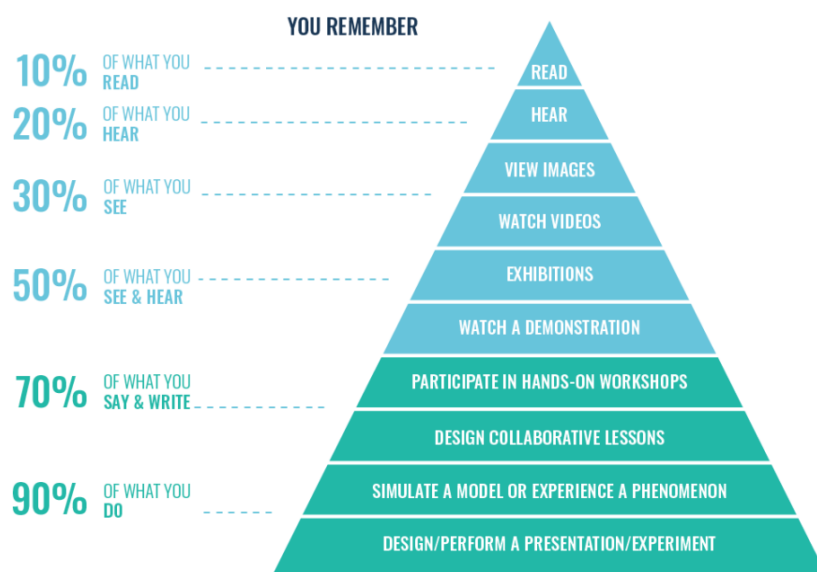 YOU REMEMBER
10%
OF WHAT YOU
READ
20%
OF WHAT YOU
HEAR
30%
OF WHAT YOU
SEE
50%
OF WHAT YOU
SEE & HEAR
70%
OF WHAT YOU
SAY & WRITE
90%
OF WHAT YOU
DO
READ
HEAR
VIEW IMAGES
WATCH VIDEOS
EXHIBITIONS
WATCH A DEMONSTRATION
PARTICIPATE IN HANDS-ON WORKSHOPS
DESIGN COLLABORATIVE LESSONS
SIMULATE A MODEL OR EXPERIENCE A PHENOMENON
DESIGN/PERFORM A PRESENTATION/EXPERIMENT